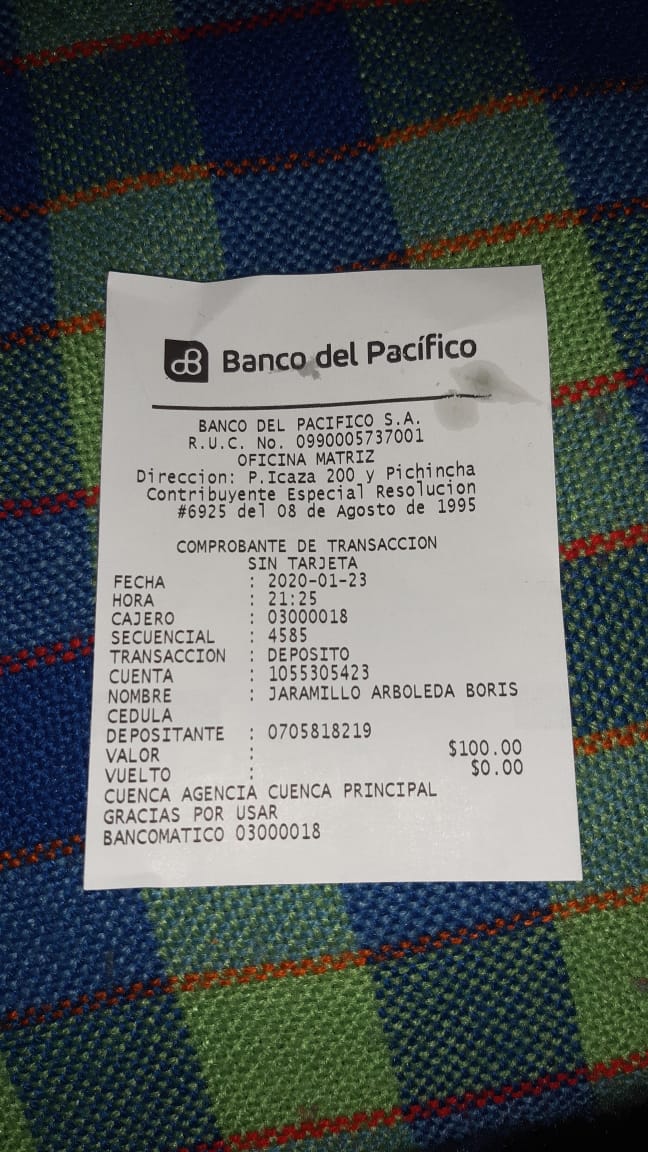 Banco del Pacífico
BANCO DEL PACIFICO S.A.
R.U.C. No. 0990005737001
OFICINA MATRIZ
Direccion: P.Icaza 200 y Pichincha
Contribuyente Especial Resolucion
#6925 del 08 de Agosto de 1995
COMPROBANTE DE TRANSACCION
SIN TARJETA
FECHA : 2020-01-23
HORA : 21:25
CAJERO : 03000018
SECUENCIAL : 4585
TRANSACCION : DEPOSITO
CUENTA : 1055305423
NOMBRE : JARAMILLO ARBOLEDA BORIS
CEDULA
DEPOSITANTE : 0705818219
VALOR : $100.00
VUELTO : $0.00
CUENCA AGENCIA CUENCA PRINCIPAL
GRACIAS POR USAR
BANCOMATICO 03000018